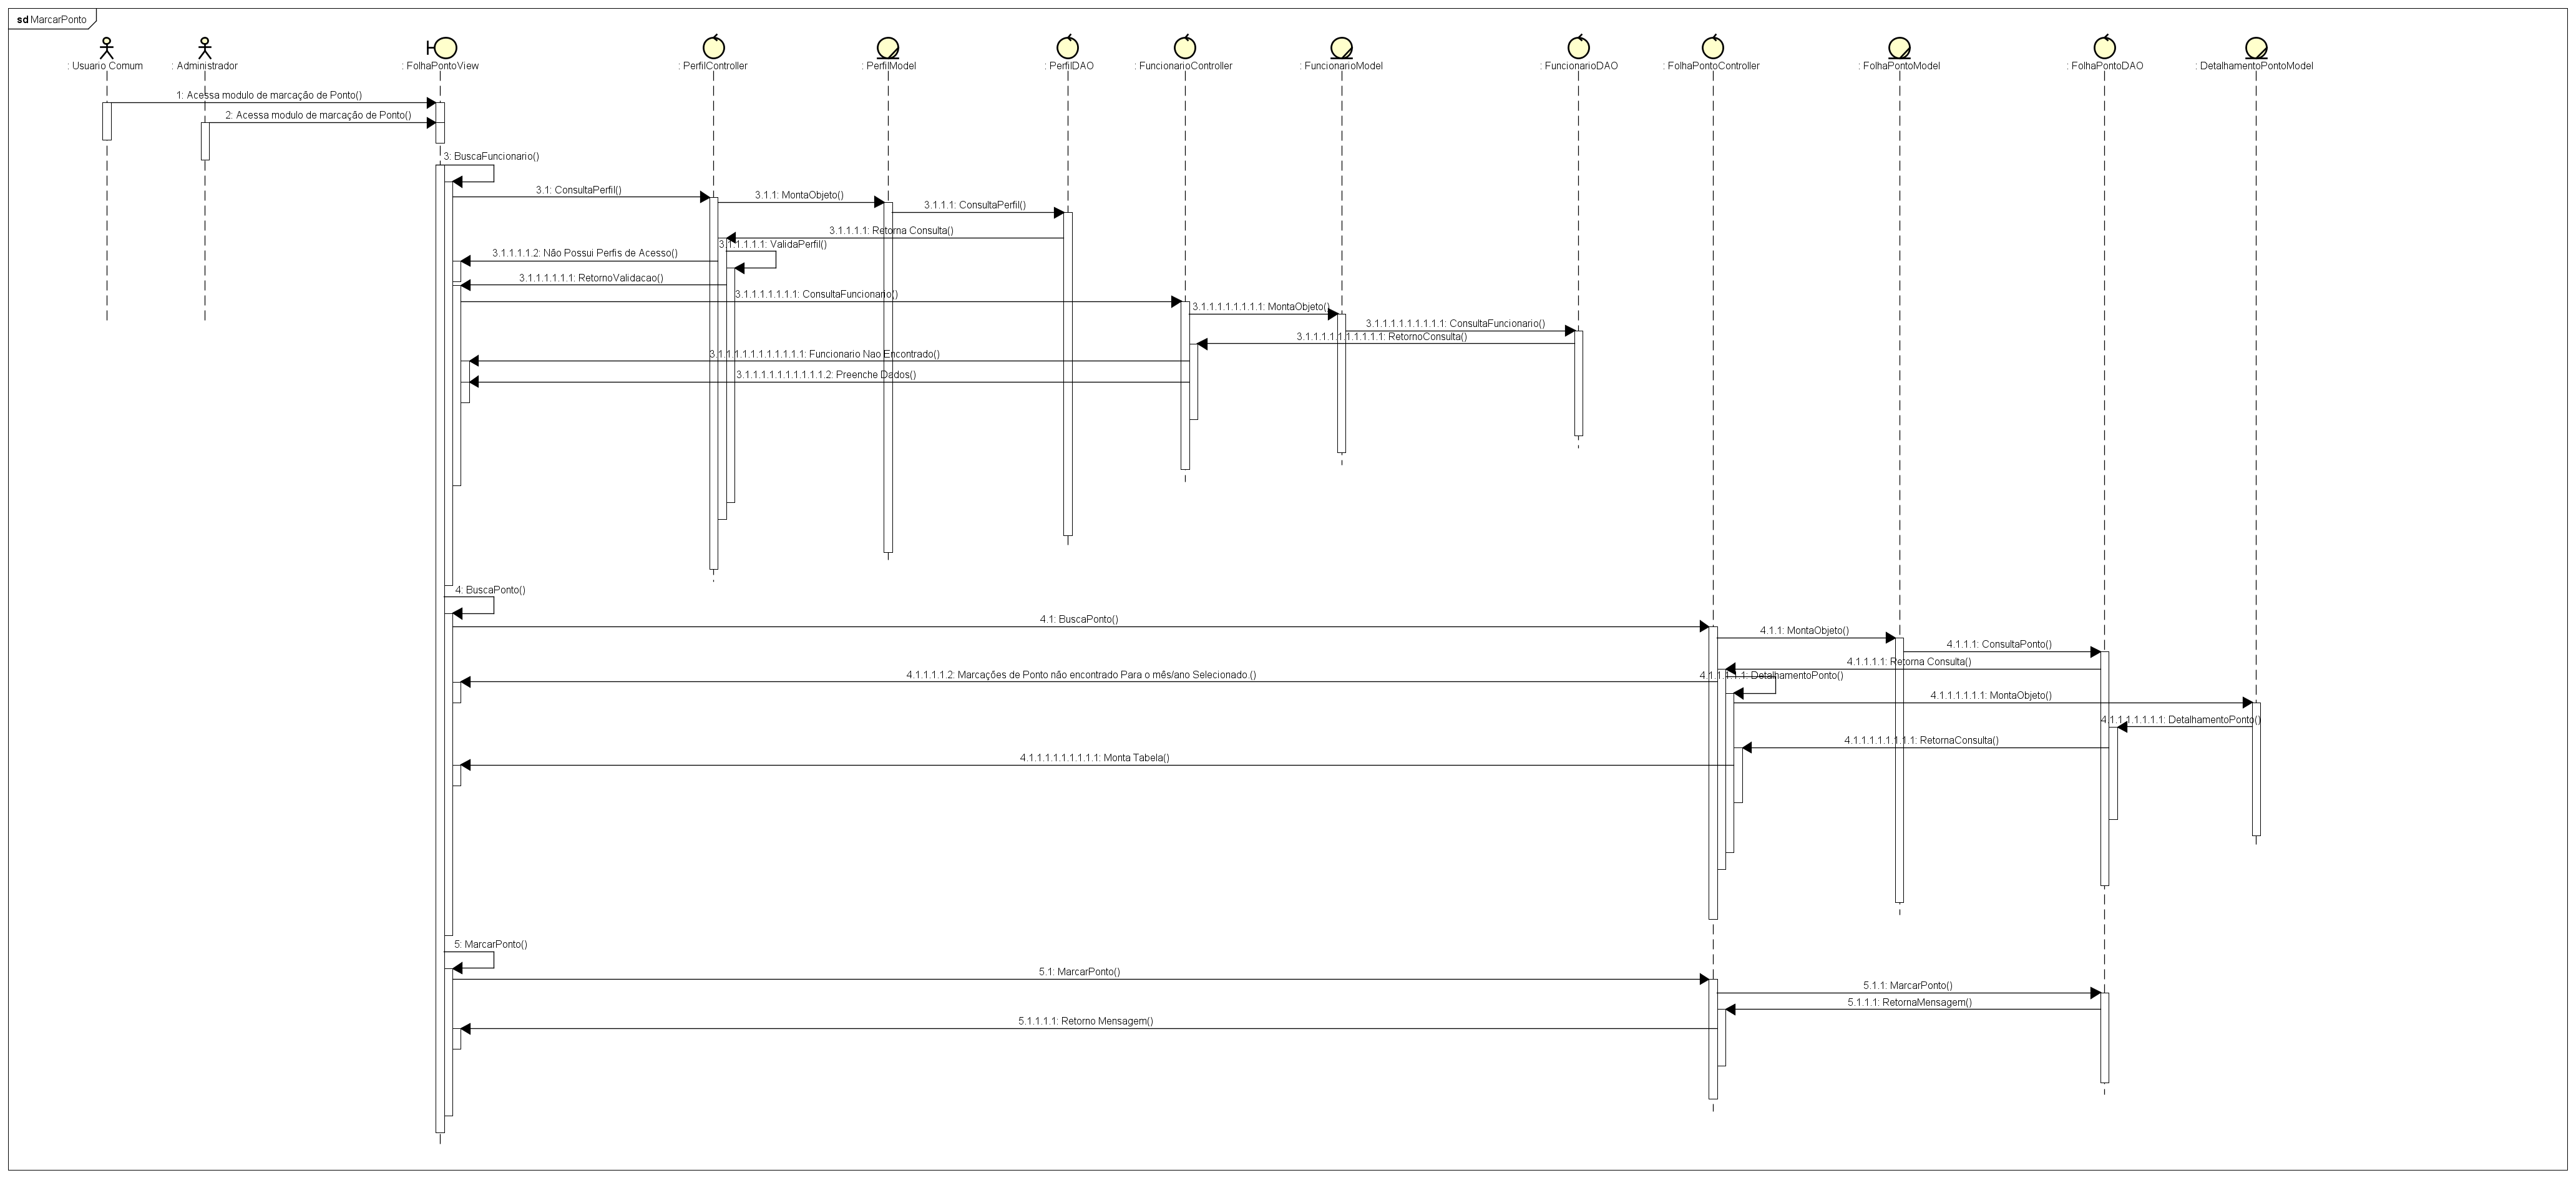 sd MarcarPonto
: Usuario Comum
: Administrador
: FolhaPontoView
: PerfilController
: PerfilModel
: PerfilDAO
: FuncionarioController
: FuncionarioModel
: FuncionarioDAO
: FolhaPontoController
: FolhaPontoModel
: FolhaPontoDAO
: DetalhamentoPontoModel
1: Acessa modulo de marcação de Ponto()
2: Acessa modulo de marcação de Ponto()
3: BuscaFuncionario()
3.1: ConsultaPerfil()
3.1.1: MontaObjeto()
3.1.1.1: ConsultaPerfil()
3.1.1.1.1: Retorna Consulta()
3.1.1.1.1.1: ValidaPerfil()
3.1.1.1.1.2: Não Possui Perfis de Acesso()
3.1.1.1.1.1.1: RetornoValidacao()
3.1.1.1.1.1.1.1: ConsultaFuncionario()
3.1.1.1.1.1.1.1.1: MontaObjeto()
3.1.1.1.1.1.1.1.1.1: ConsultaFuncionario()
3.1.1.1.1.1.1.1.1.1.1: RetornoConsulta()
3.1.1.1.1.1.1.1.1.1.1.1: Funcionario Nao Encontrado()
3.1.1.1.1.1.1.1.1.1.1.2: Preenche Dados()
4: BuscaPonto()
4.1: BuscaPonto()
4.1.1: MontaObjeto()
4.1.1.1: ConsultaPonto()
4.1.1.1.1: Retorna Consulta()
4.1.1.1.1.1: DetalhamentoPonto()
4.1.1.1.1.2: Marcações de Ponto não encontrado Para o mês/ano Selecionado.()
4.1.1.1.1.1.1: MontaObjeto()
4.1.1.1.1.1.1.1: DetalhamentoPonto()
4.1.1.1.1.1.1.1.1: RetornaConsulta()
4.1.1.1.1.1.1.1.1.1: Monta Tabela()
5: MarcarPonto()
5.1: MarcarPonto()
5.1.1: MarcarPonto()
5.1.1.1: RetornaMensagem()
5.1.1.1.1: Retorno Mensagem()